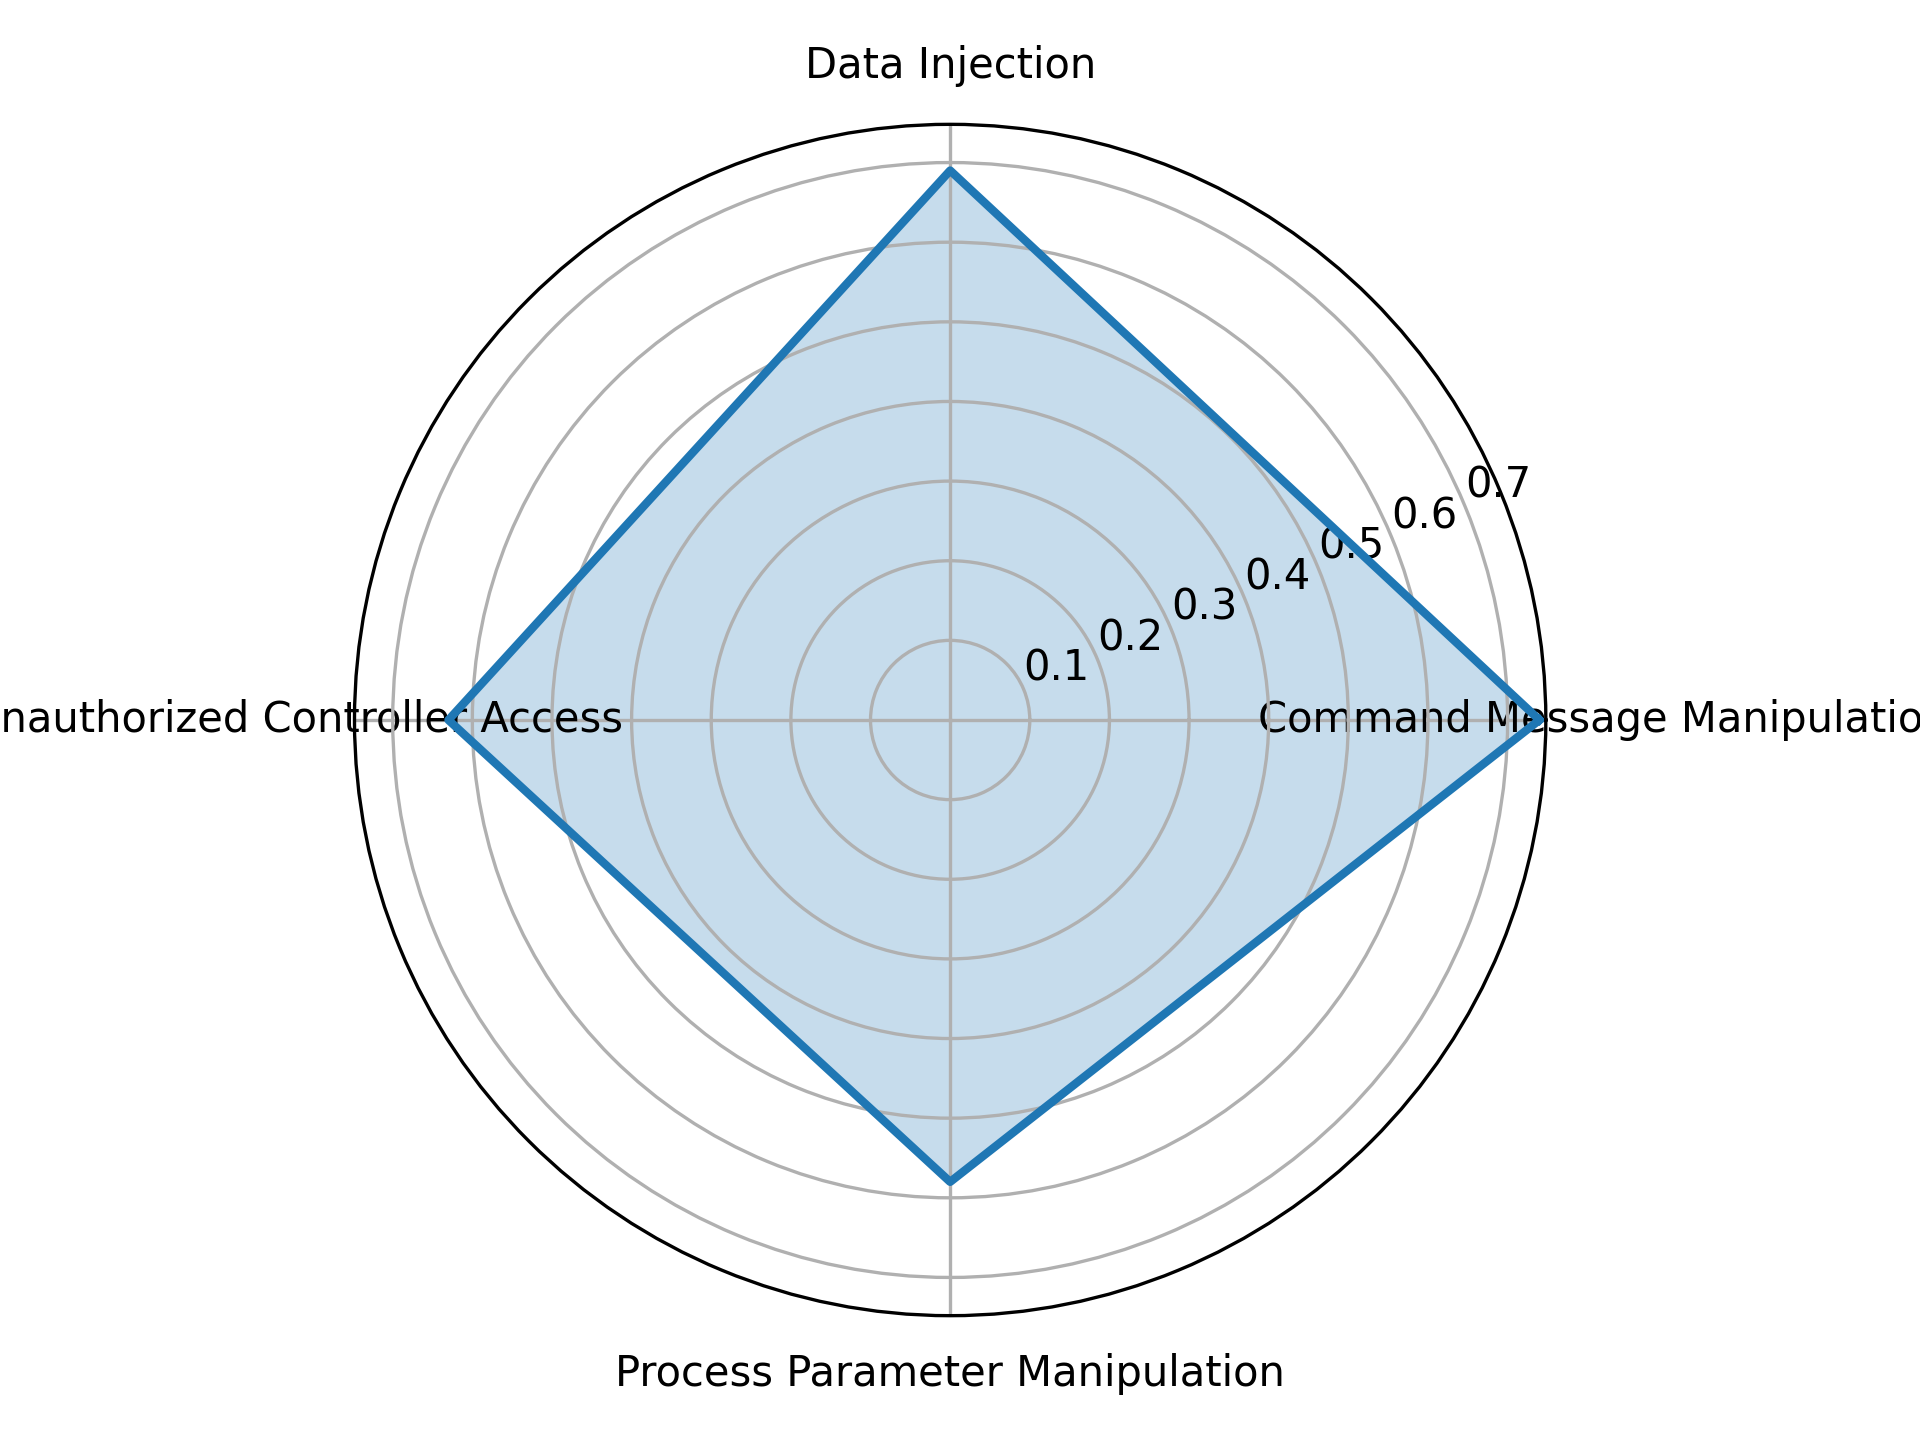 Data Injection
0.7
0.6
0.5
0.4
0.3
0.2
0.1
nauthorized Controller Access
Command Message Manipulatio
Process Parameter Manipulation